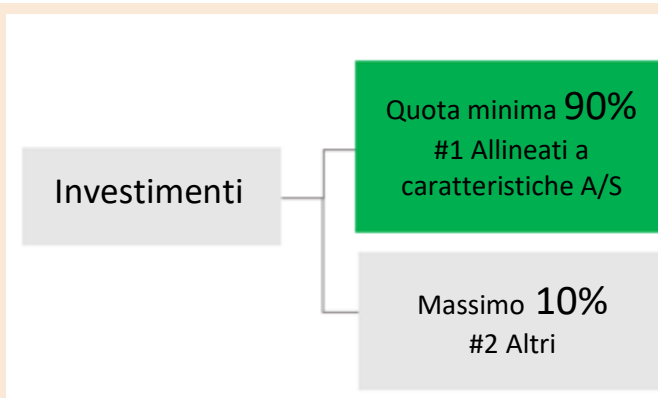 Investimenti
Quota minima 90%
#1 Allineati a
caratteristiche A/S
Massimo 10%
#2 Altri